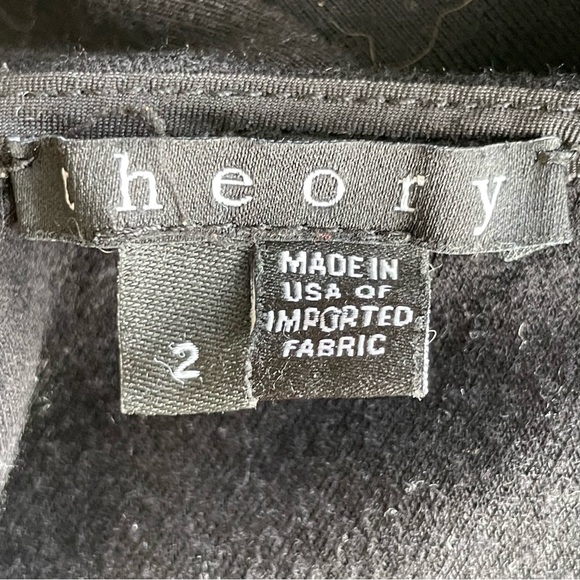 theory
2
MADE IN
USA OF
IMPORTED
FABRIC